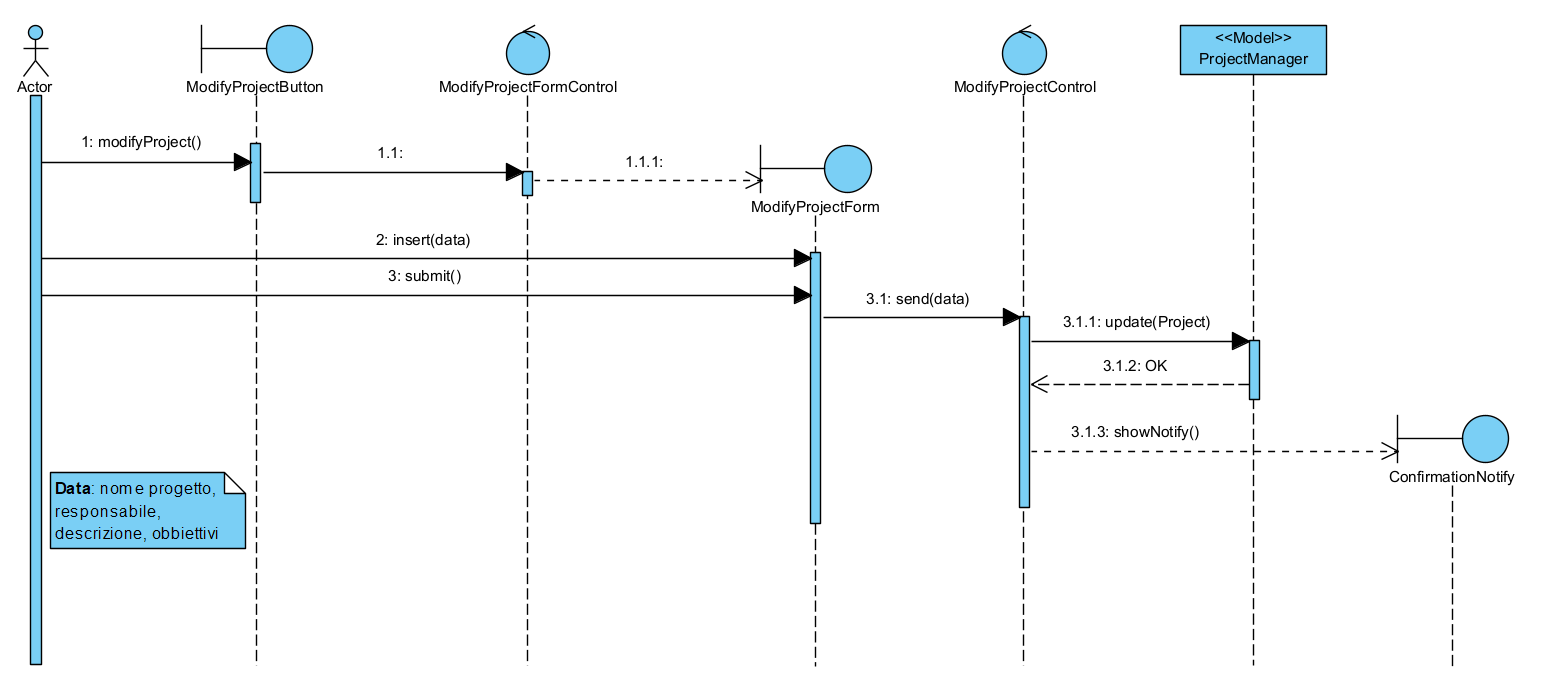 <<Model>>
ProjectManager
Actor
ModifyProjectButton
ModifyProjectFormControl
ModifyProjectControl
1: modifyProject()
1.1:
1.1.1:
ModifyProjectForm
2: insert(data)
3: submit()
3.1: send(data)
3.1.1: update(Project)
3.1.2: OK
3.1.3: showNotify()
ConfirmationNotify
Data: nome progetto,
responsabile,
descrizione, obbiettivi